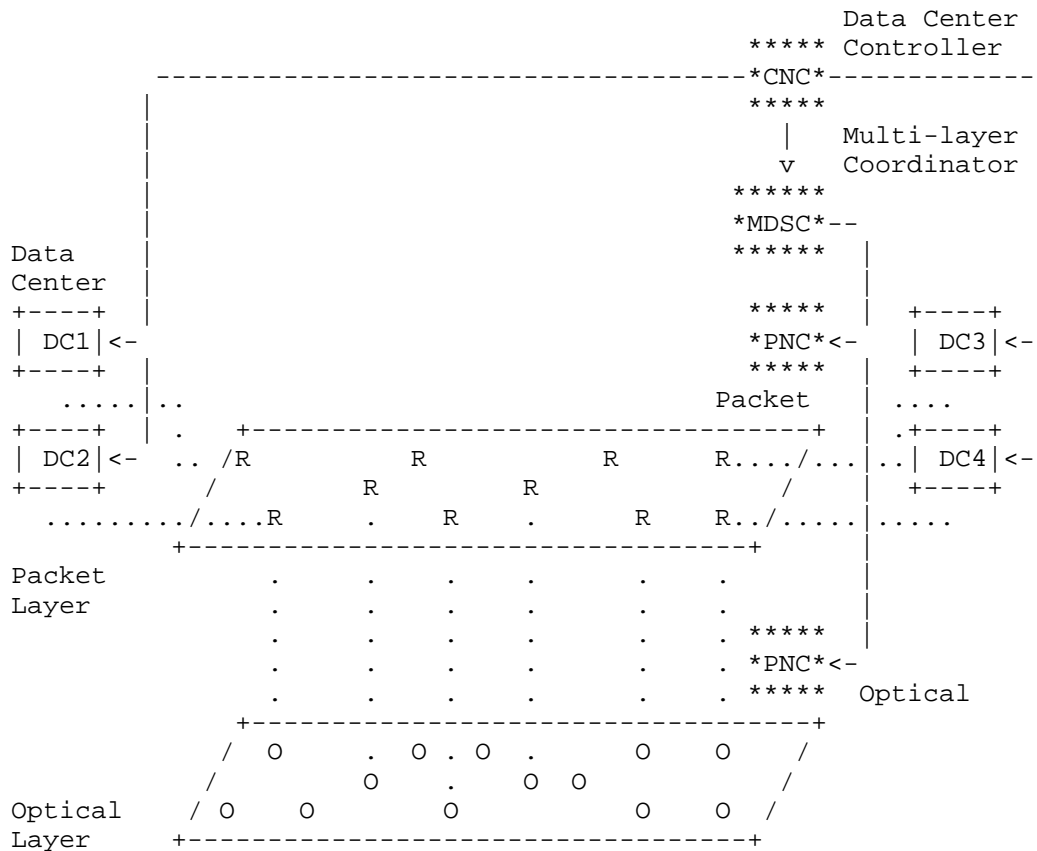 Data Center
***** Controller
-------------------------------------*CNC*-------------
| *****
| | Multi-layer
| v Coordinator
| ******
| *MDSC*--
Data | ****** |
Center | |
+----+ | ***** | +----+
| DC1|<- *PNC*<- | DC3|<-
+----+ | ***** | +----+
.....|.. Packet | ....
+----+ | . +-----------------------------------+ | .+----+
| DC2|<- .. /R R R R..../...|..| DC4|<-
+----+ / R R / | +----+
........./....R . R . R R../.....|.....
+-----------------------------------+ |
Packet . . . . . . |
Layer . . . . . . |
. . . . . . ***** |
. . . . . . *PNC*<-
. . . . . . ***** Optical
+-----------------------------------+
/ O . O . O . O O /
/ O . O O /
Optical / O O O O O /
Layer +-----------------------------------+